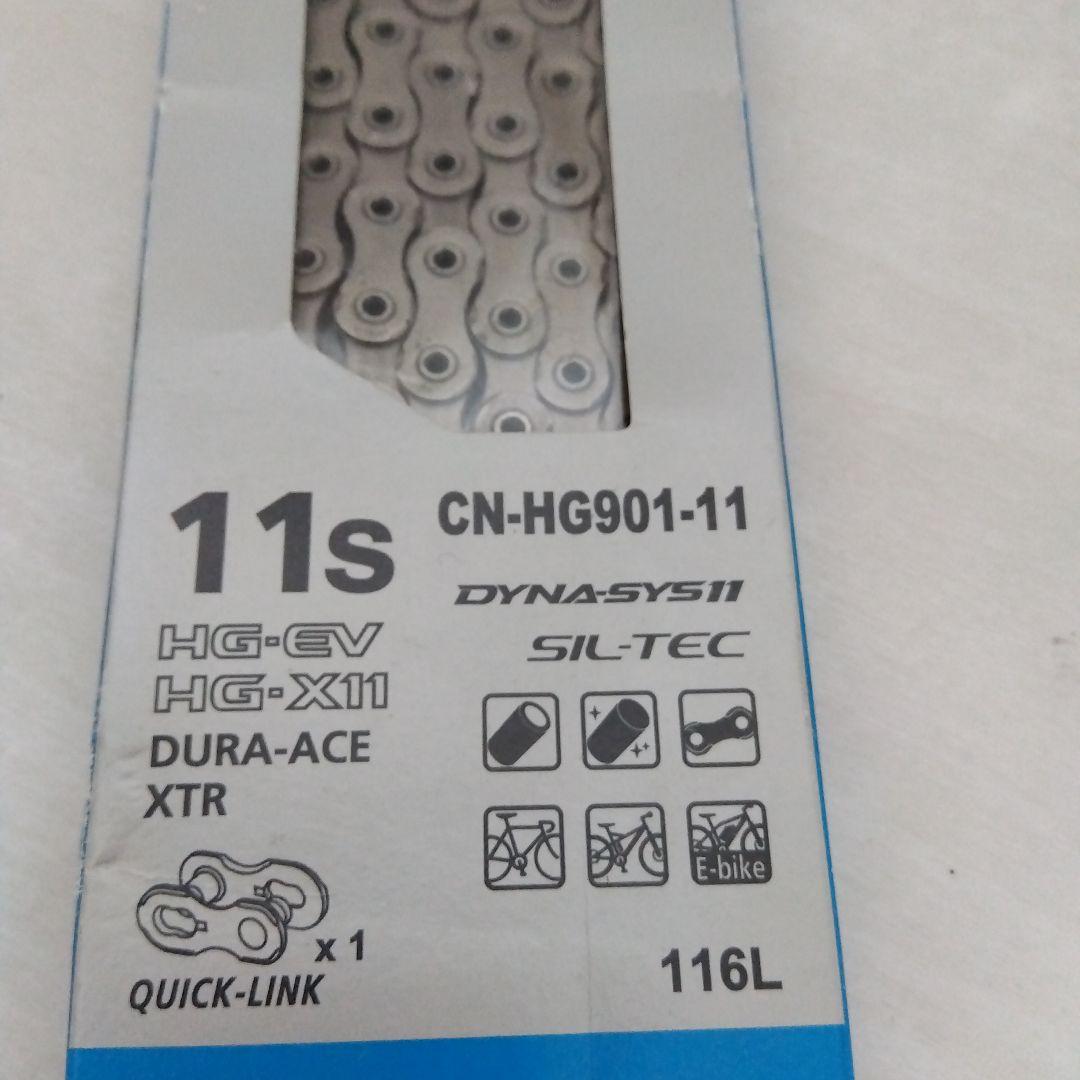 11s
CN-HG901-11
HG-EV
HG-X11
DURA-ACE
XTR
DYNA-SYS11
SIL-TEC
E-bike
x 1
QUICK-LINK
116L